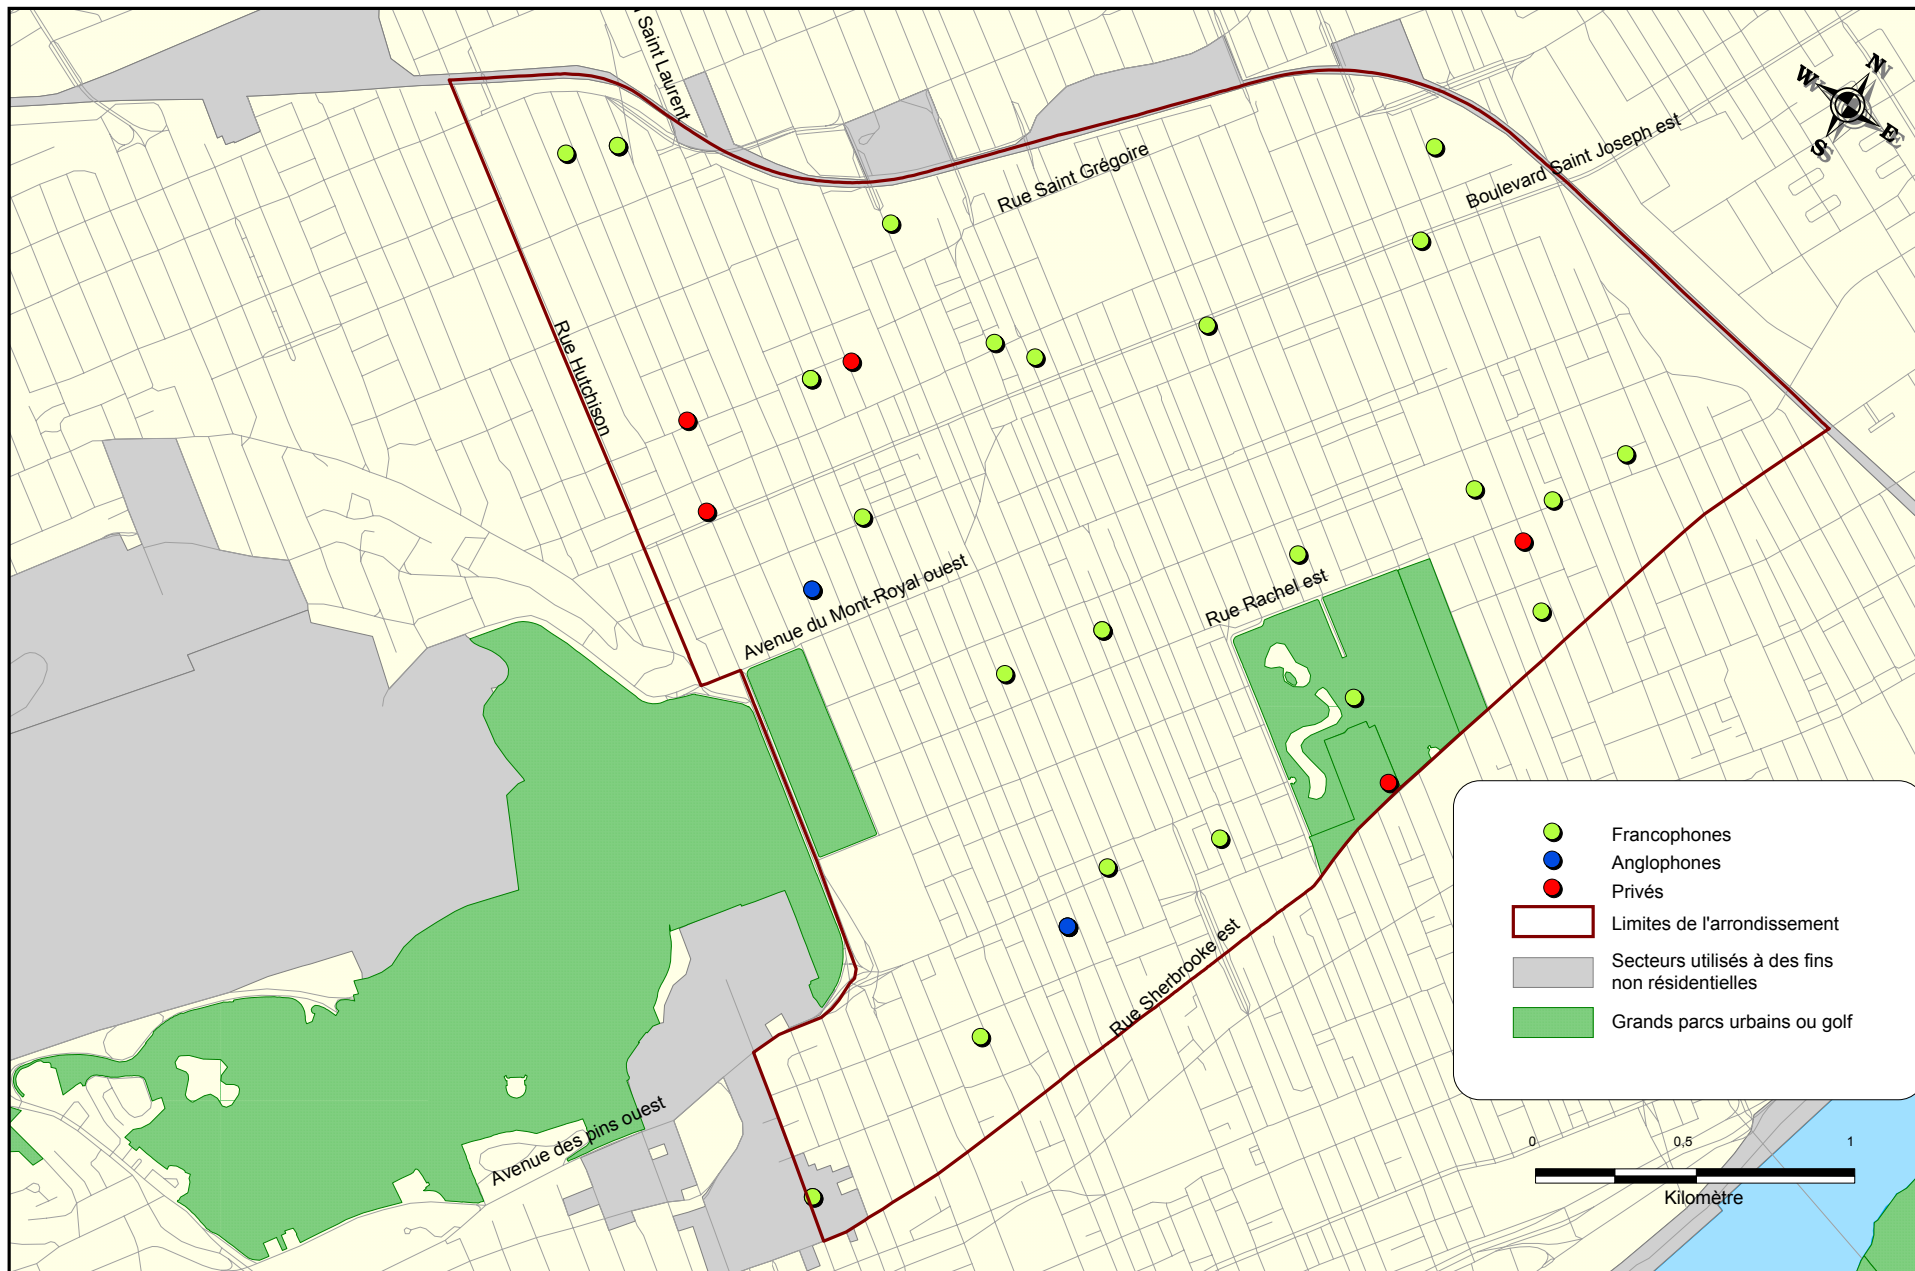 Saint Laurent
N
W
E
S
Rue Saint Grégoire
Boulevard Saint Joseph est
Rue Hutchison
Avenue du Mont-Royal ouest
Rue Rachel est
Rue Sherbrooke est
Avenue des pins ouest
Francophones
Anglophones
Privés
Limites de l'arrondissement
Secteurs utilisés à des fins
non résidentielles
Grands parcs urbains ou golf
0 0,5 1
Kilomètre